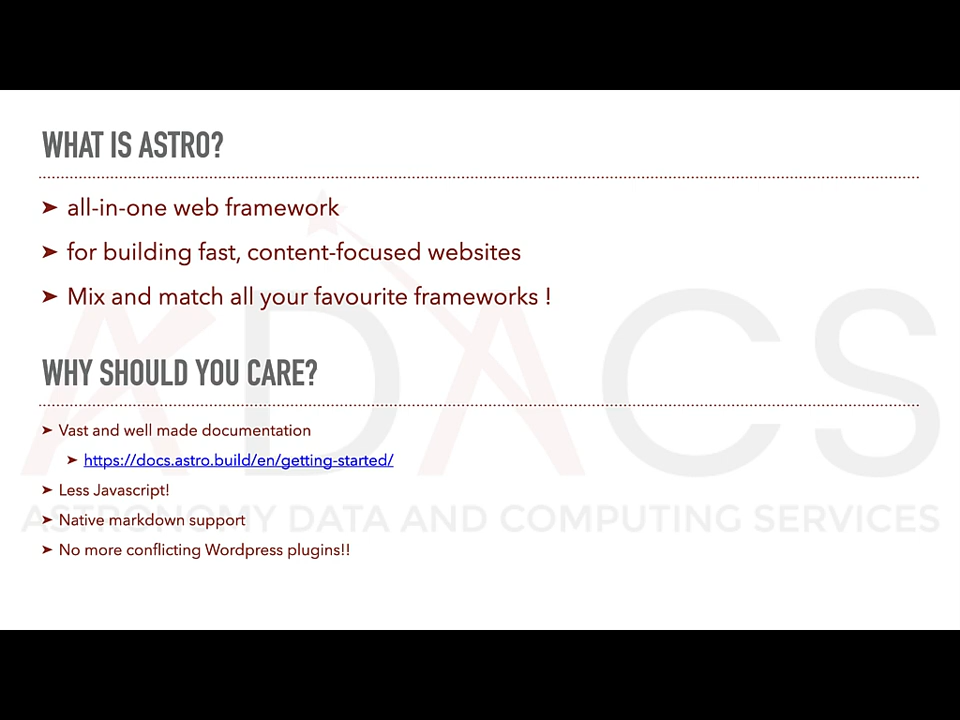 WHAT IS ASTRO?
➤ all-in-one web framework
➤ for building fast, content-focused websites
➤ Mix and match all your favourite frameworks !
WHY SHOULD YOU CARE?
➤ Vast and well made documentation
➤ https://docs.astro.build/en/getting-started/
➤ Less Javascript!
➤ Native markdown support
➤ No more conflicting Wordpress plugins!!
ADACS
ASTRONOMY DATA AND COMPUTING SERVICES